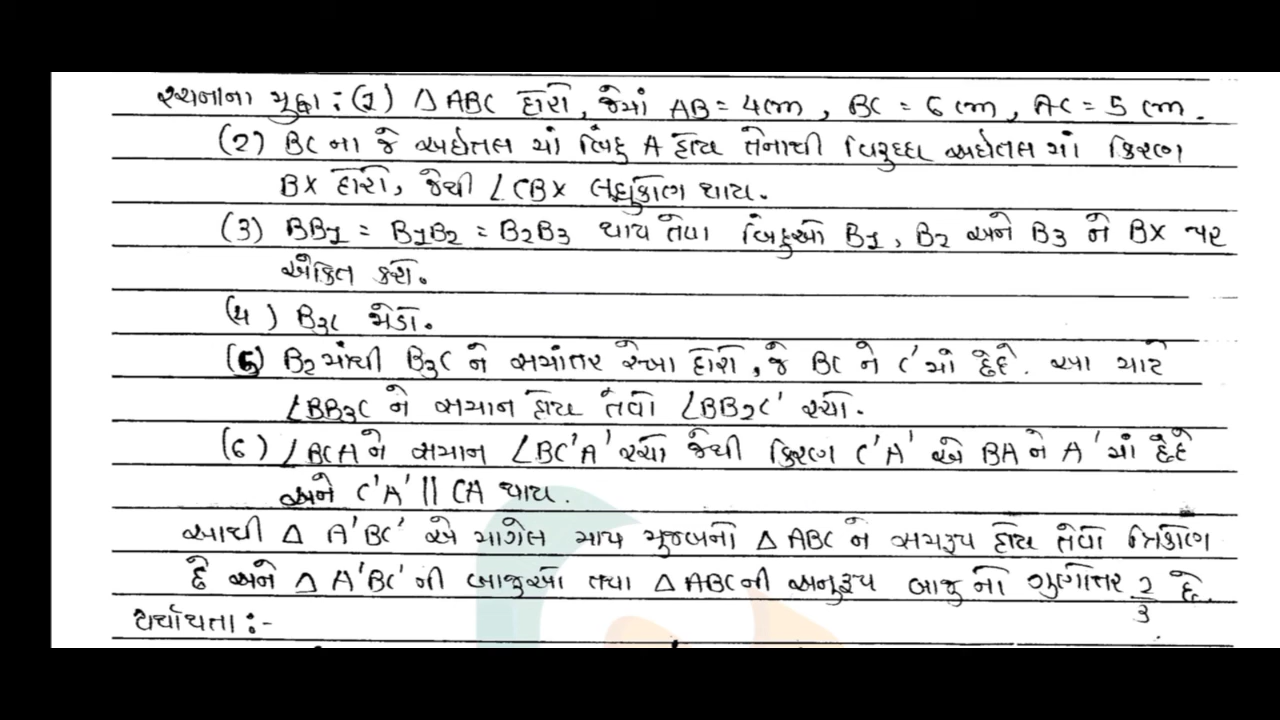 રચનાના મુદ્દા : (1) △ ABC દોરો, જેમાં AB = 4 cm, BC = 6 cm, AC = 5 cm.
(2) BC ના જે અર્ધતલ માં બિંદુ A હોય તેનાથી વિરુદ્ધ અર્ધતલ માં કિરણ
BX દોરો, જેથી ∠CBX લઘુકોણ થાય.
(3) BB1 = B1B2 = B2B3 થાય તેવા બિંદુઓ B1, B2 અને B3 ને BX પર
અંકિત કરો.
(4) B3C જોડો.
(5) B2 માંથી B3C ને સમાંતર રેખા દોરો, જે BC ને C' માં છેદે. આ માટે
∠BB3C ને સમાન હોય તેવો ∠BB2C' રચો.
(6) ∠BCA ને સમાન ∠BC'A' રચો જેથી કિરણ C'A' એ BA ને A' માં છેદે
અને C'A' || CA થાય.
આથી △ A'BC' એ માગેલ માપ મુજબનો △ ABC ને સમરૂપ હોય તેવો ત્રિકોણ
છે અને △ A'BC' ની બાજુઓ તથા △ ABC ની અનુરૂપ બાજુ નો ગુણોત્તર 2/3 છે.
યર્થાથતા :-